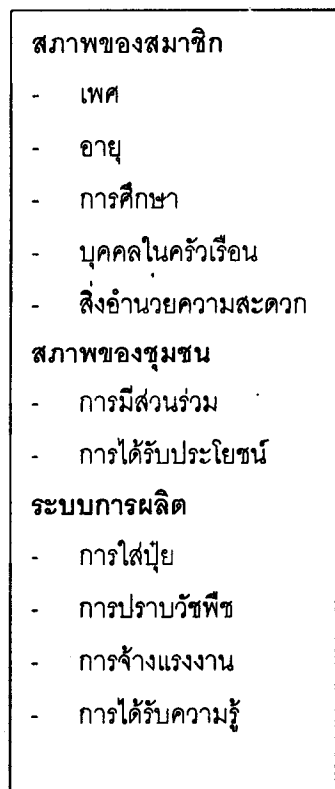 สภาพของสมาชิก
- เพศ
- อายุ
- การศึกษา
- บุคคลในครัวเรือน
- สิ่งอำนวยความสะดวก
สภาพของชุมชน
- การมีส่วนร่วม
- การได้รับประโยชน์
ระบบการผลิต
- การใส่ปุ๋ย
- การปราบวัชพืช
- การจ้างแรงงาน
- การได้รับความรู้